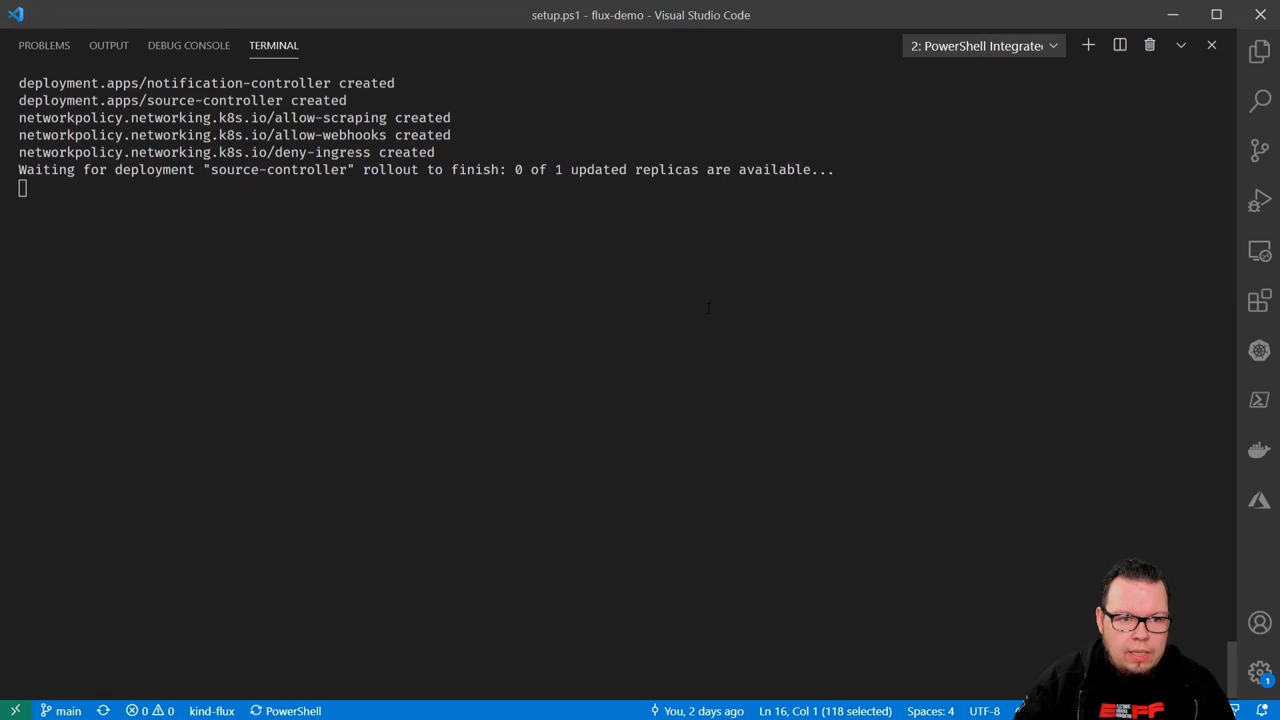 setup.ps1 - flux-demo - Visual Studio Code
PROBLEMS OUTPUT DEBUG CONSOLE TERMINAL 2: PowerShell Integrate
deployment.apps/notification-controller created
deployment.apps/source-controller created
networkpolicy.networking.k8s.io/allow-scraping created
networkpolicy.networking.k8s.io/allow-webhooks created
networkpolicy.networking.k8s.io/deny-ingress created
Waiting for deployment "source-controller" rollout to finish: 0 of 1 updated replicas are available...
1
main 0 0 kind-flux PowerShell You, 2 days ago Ln 16, Col 1 (118 selected) Spaces: 4 UTF-8